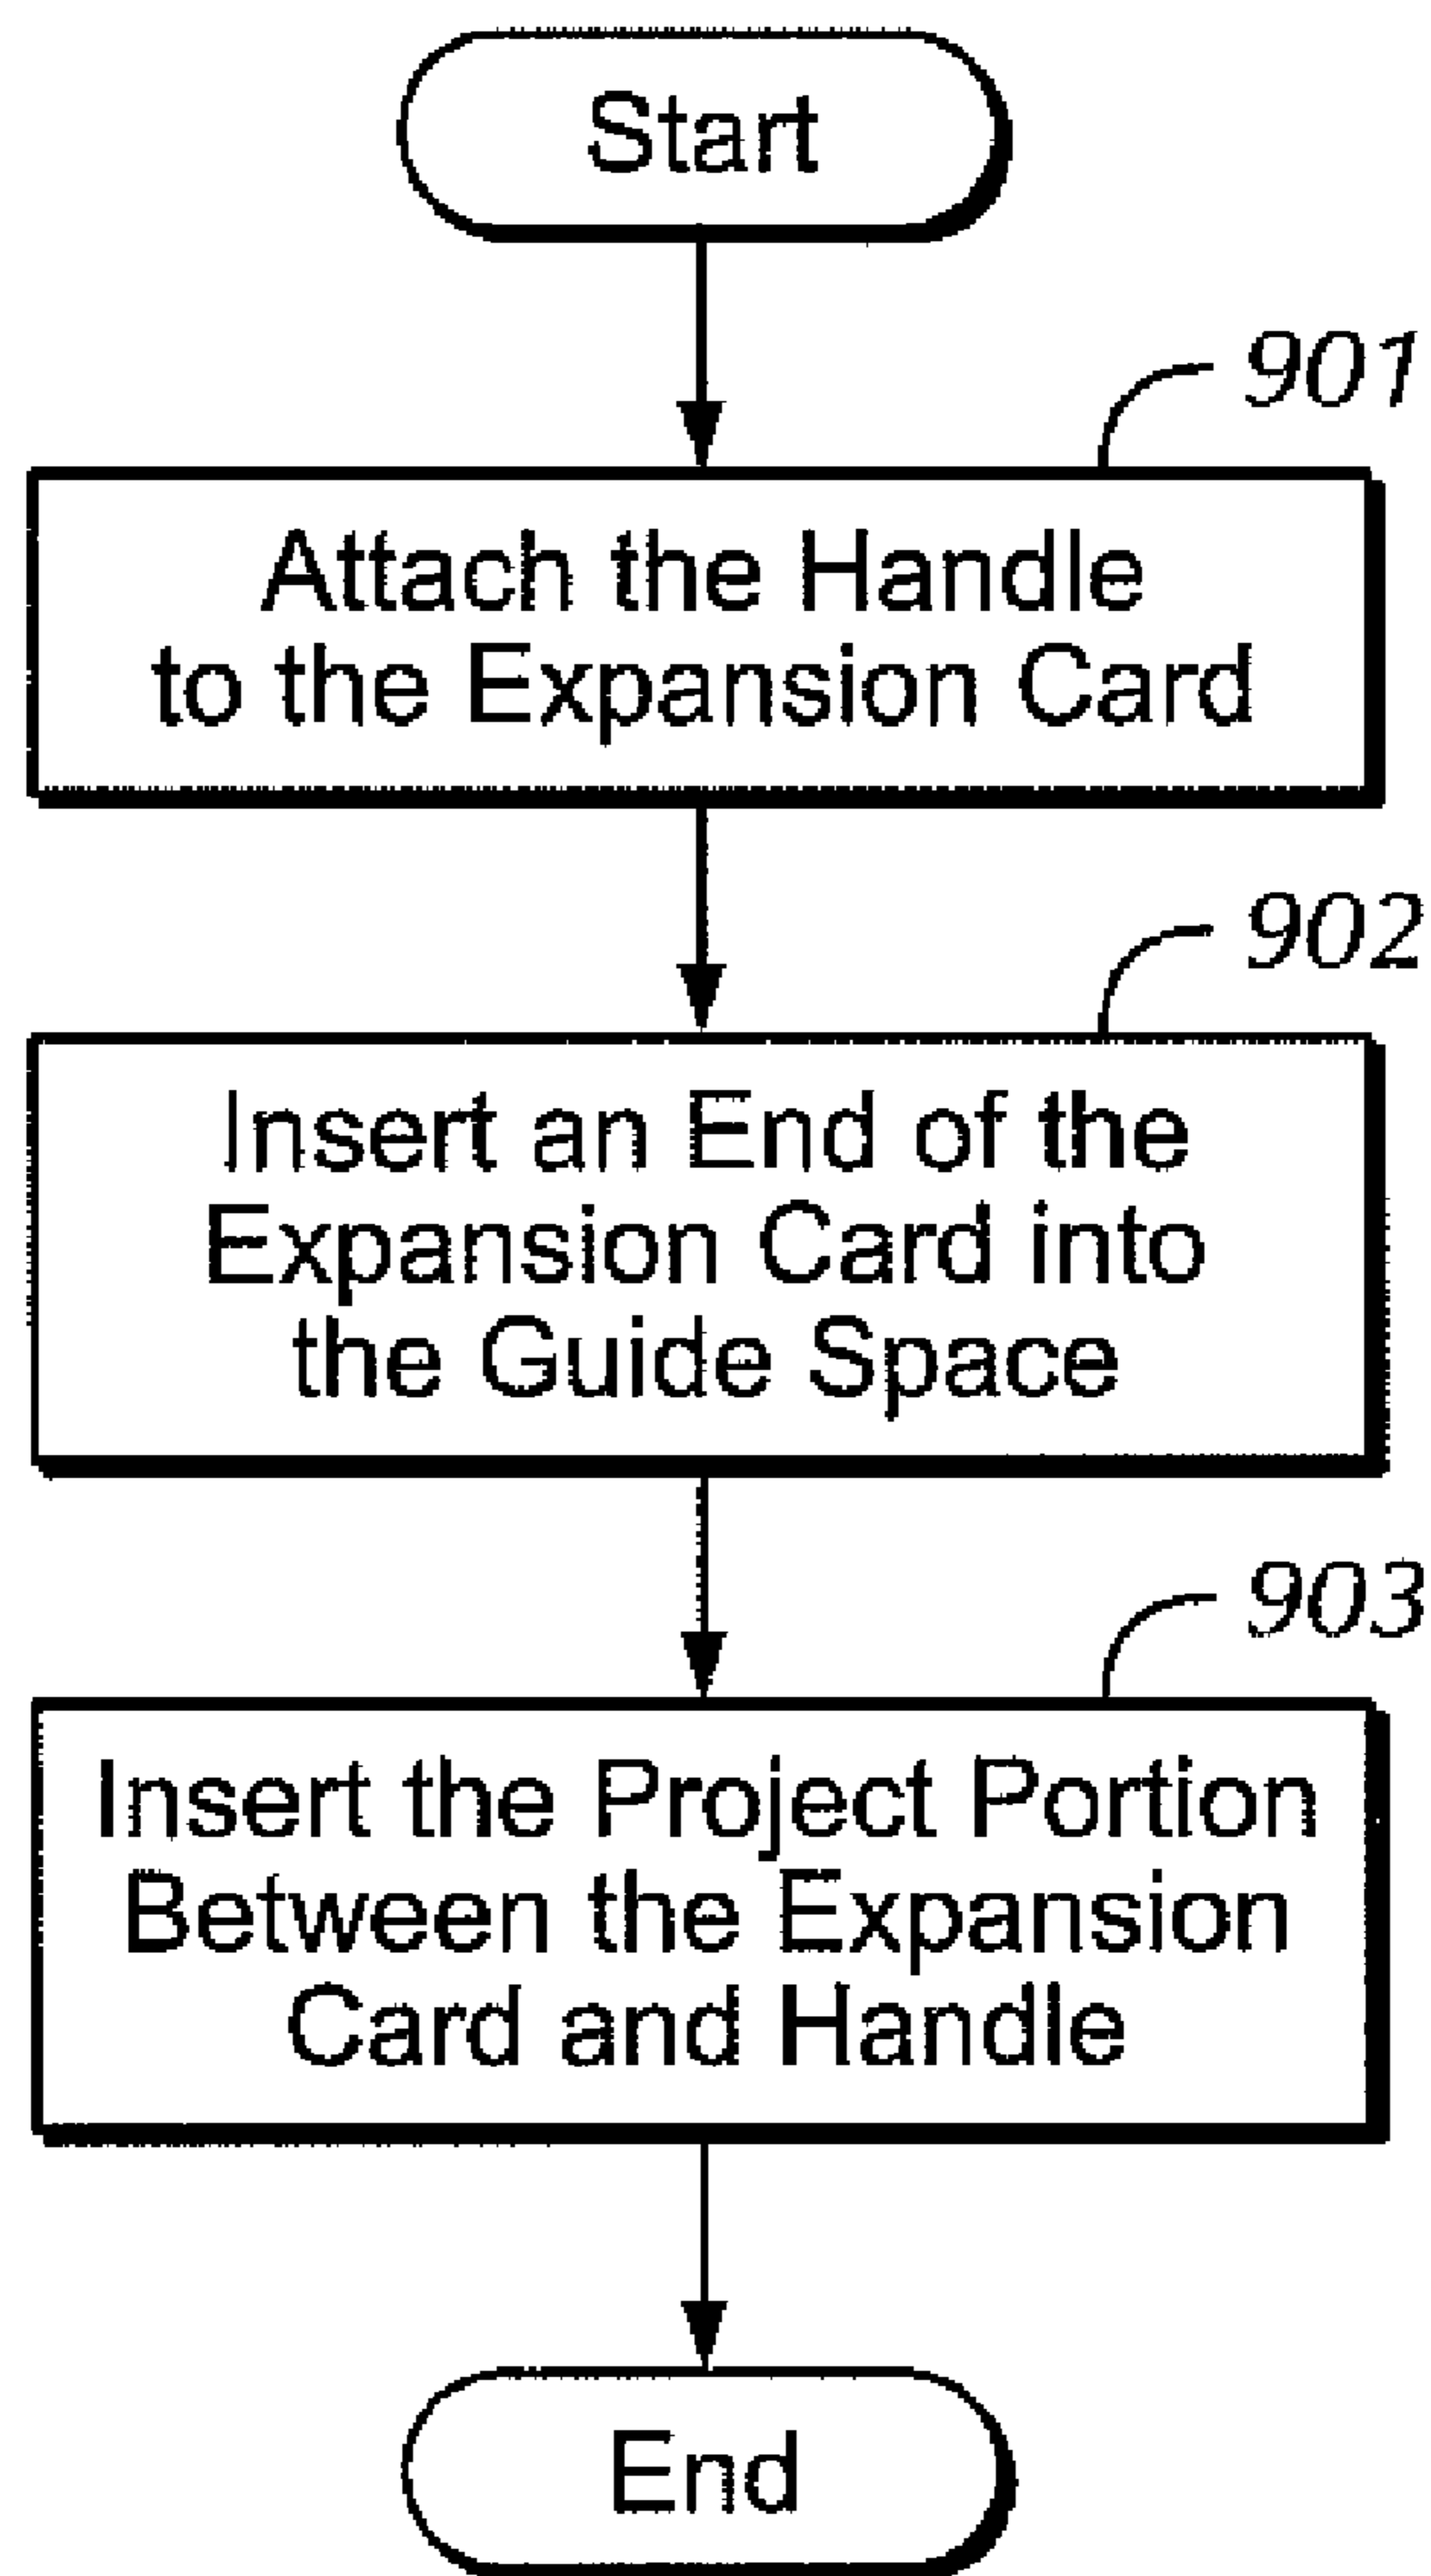 Start
901
Attach the Handle
to the Expansion Card
902
Insert an End of the
Expansion Card into
the Guide Space
903
Insert the Project Portion
Between the Expansion
Card and Handle
End